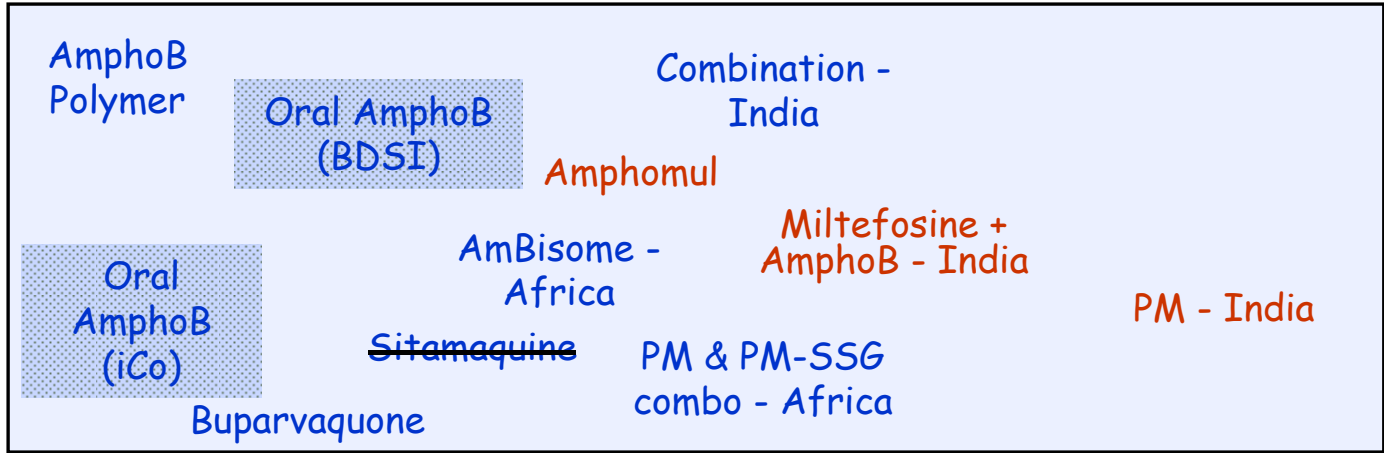 AmphoB
Polymer
Oral AmphoB
(BDSI)
Combination -
India
Amphomul
Miltefosine +
AmphoB - India
AmBisome -
Africa
Oral
AmphoB
(iCo)
PM - India
Sitamaquine
PM & PM-SSG
combo - Africa
Buparvaquone